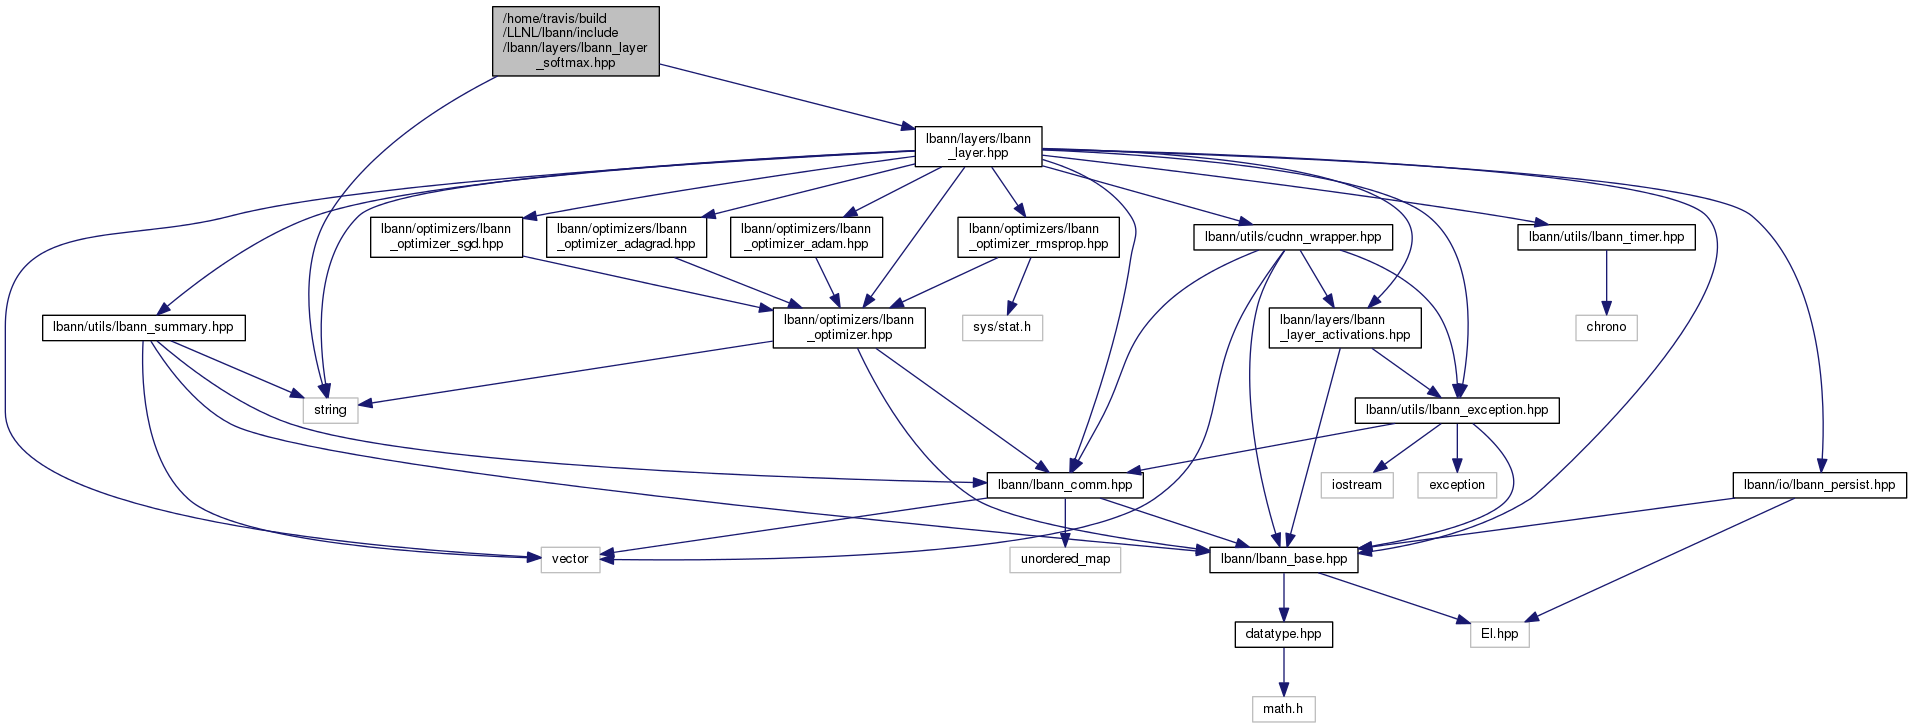 /home/travis/build
/LLNL/lbann/include
/lbann/layers/lbann_layer
_softmax.hpp
lbann/layers/lbann
_layer.hpp
lbann/optimizers/lbann
_optimizer_sgd.hpp
lbann/optimizers/lbann
_optimizer_adagrad.hpp
lbann/optimizers/lbann
_optimizer_adam.hpp
lbann/optimizers/lbann
_optimizer_rmsprop.hpp
lbann/utils/cudnn_wrapper.hpp
lbann/utils/lbann_timer.hpp
lbann/utils/lbann_summary.hpp
lbann/optimizers/lbann
_optimizer.hpp
sys/stat.h
lbann/layers/lbann
_layer_activations.hpp
chrono
string
lbann/utils/lbann_exception.hpp
lbann/lbann_comm.hpp
iostream
exception
lbann/io/lbann_persist.hpp
vector
unordered_map
lbann/lbann_base.hpp
datatype.hpp
El.hpp
math.h